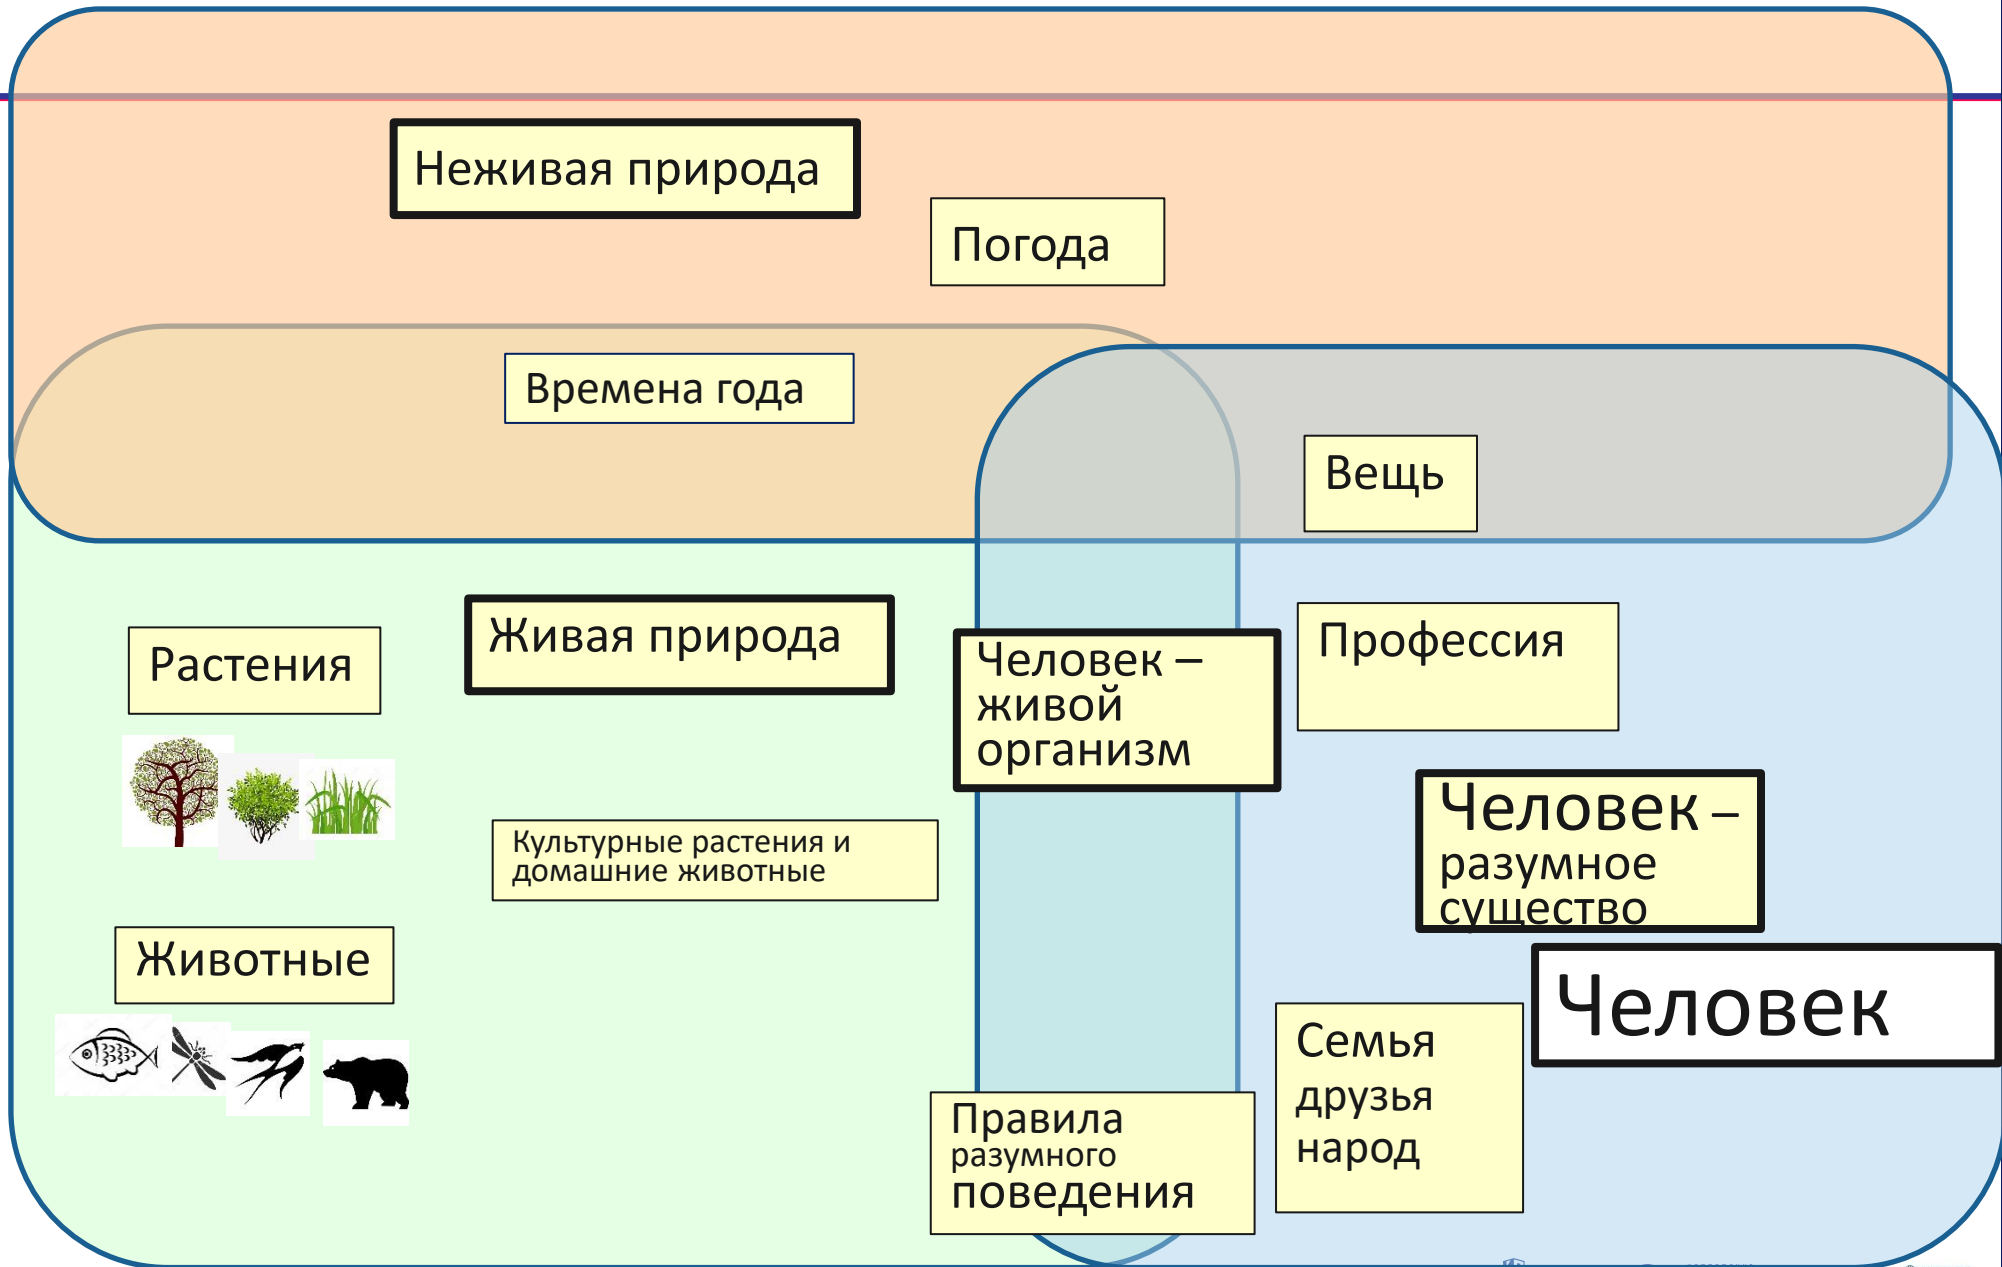 Неживая природа
Погода
Времена года
Вещь
Живая природа
Растения
Человек –
живой
организм
Профессия
Человек –
разумное
существо
Культурные растения и
домашние животные
Животные
Человек
Семья
друзья
народ
Правила
разумного
поведения